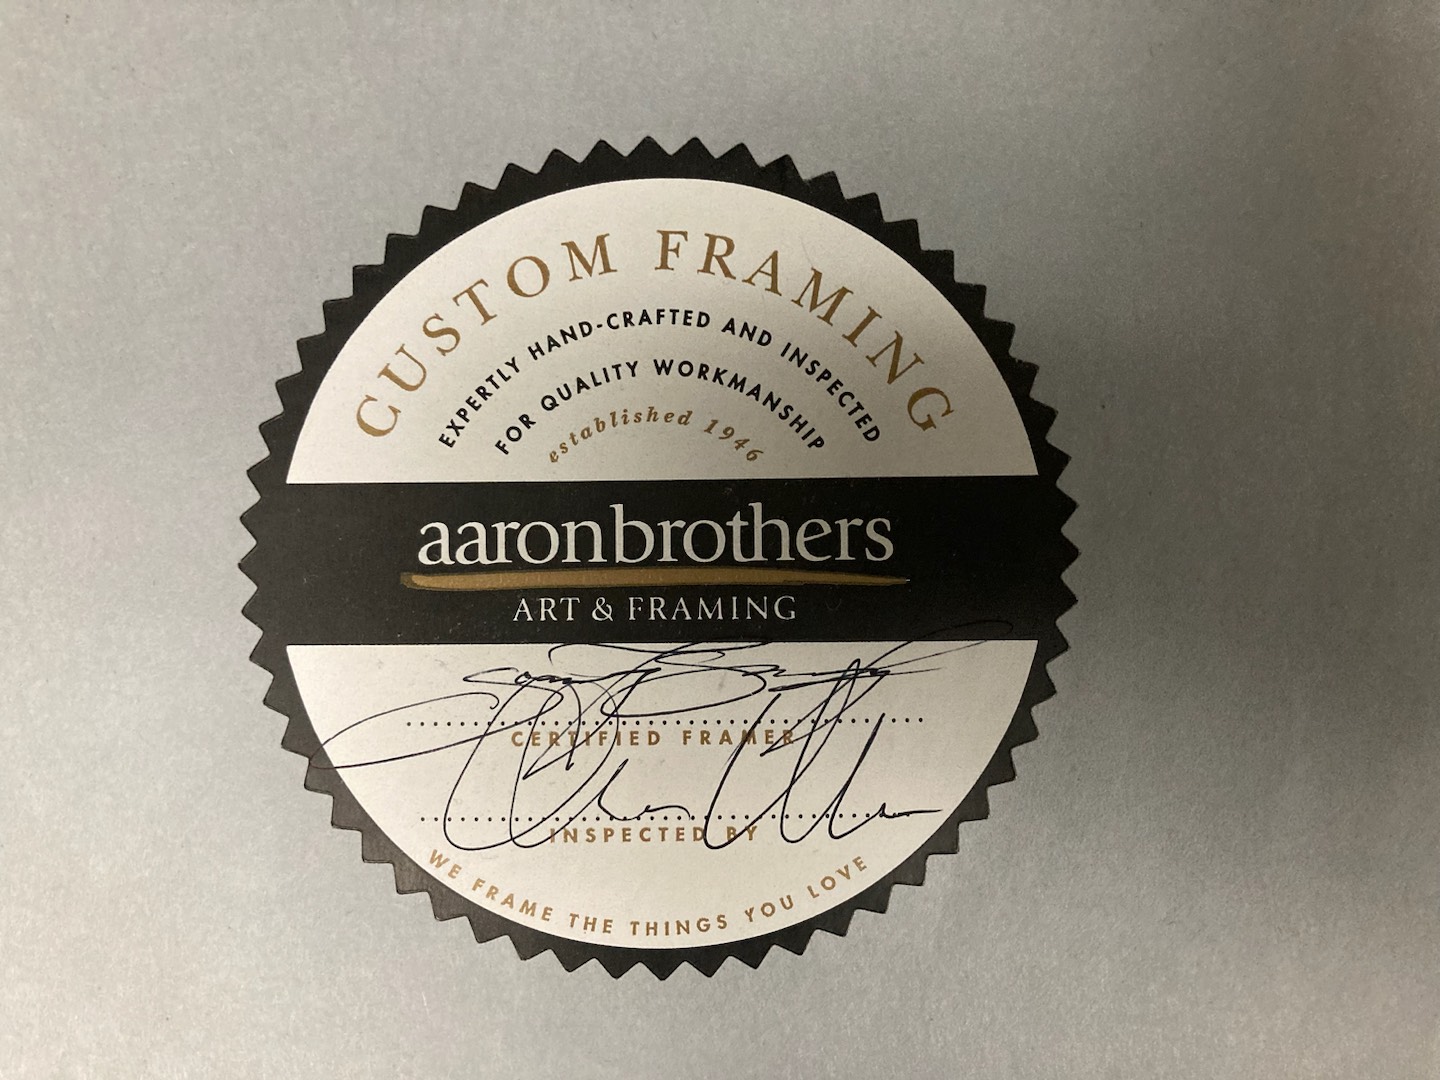 CUSTOM FRAMING
EXPERTLY HAND-CRAFTED AND INSPECTED
FOR QUALITY WORKMANSHIP
established 1946
aaronbrothers
ART & FRAMING
CERTIFIED FRAMER
INSPECTED BY
WE FRAME THE THINGS YOU LOVE